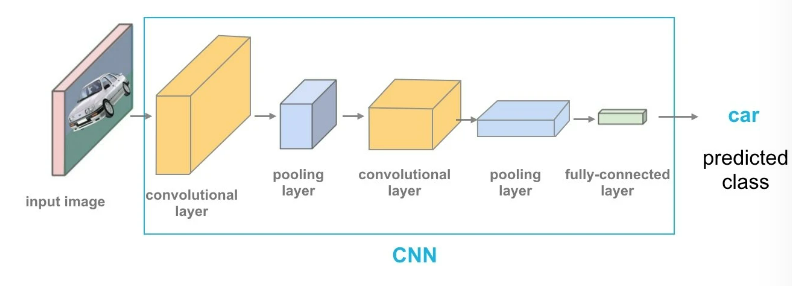 input image
convolutional
layer
pooling
layer
convolutional
layer
pooling
layer
fully-connected
layer
car
predicted
class
CNN